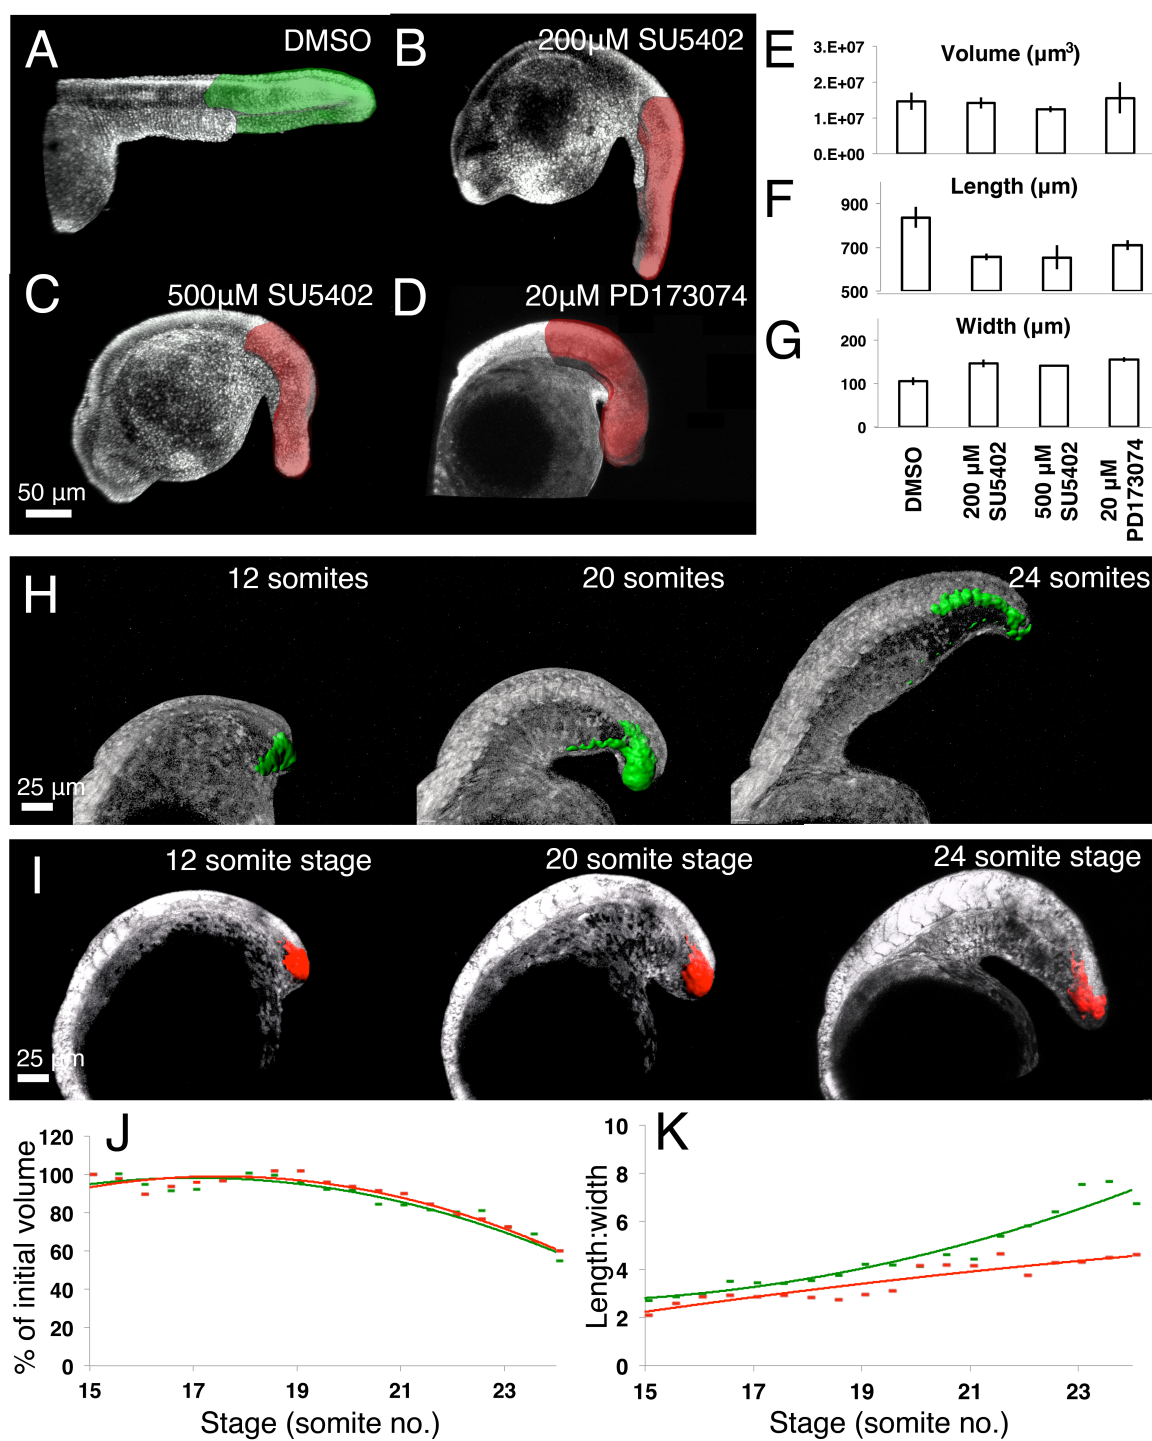 A
DMSO
B
200µM SU5402
C
500µM SU5402
D
20µM PD173074
50 µm
E
Volume (µm³)
3.E+07
2.E+07
1.E+07
0.E+00
F
Length (µm)
900
700
500
G
Width (µm)
200
100
0
DMSO
200 µM
SU5402
500 µM
SU5402
20 µM
PD173074
H
12 somites
20 somites
24 somites
25 µm
I
12 somite stage
20 somite stage
24 somite stage
25 µm
J
% of initial volume
120
100
80
60
40
20
0
15
17
19
21
23
Stage (somite no.)
K
Length:width
10
8
6
4
2
0
15
17
19
21
23
Stage (somite no.)